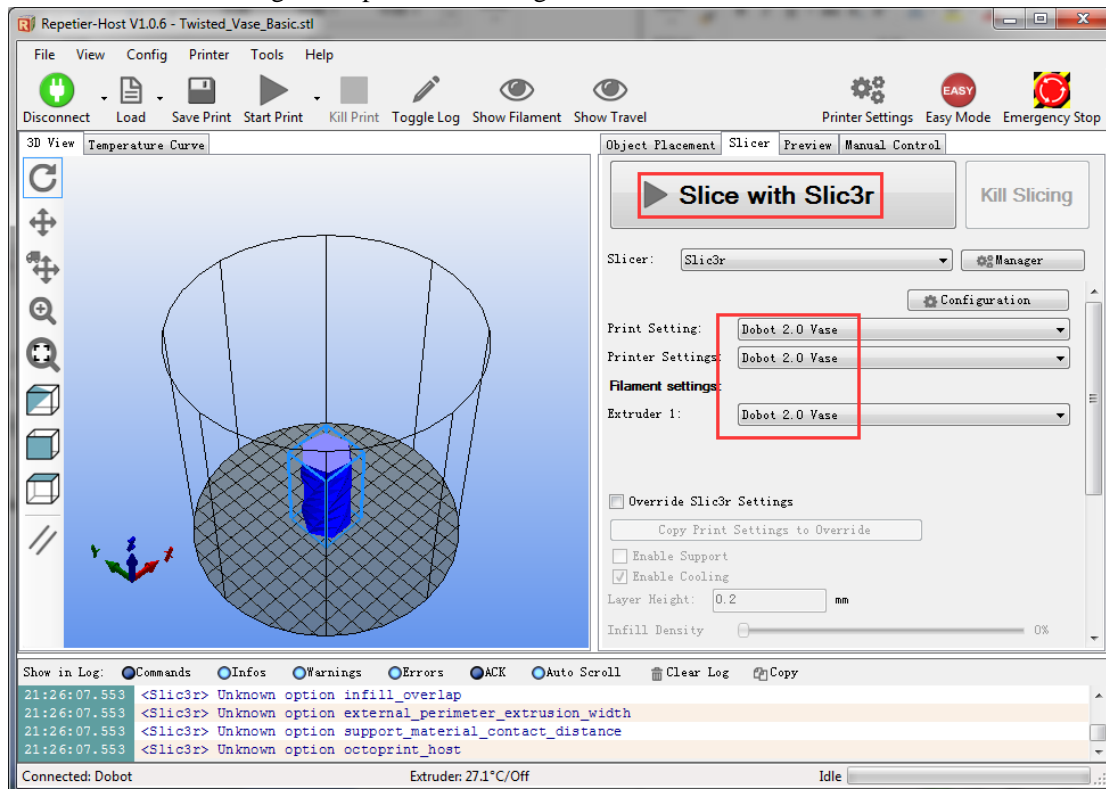 Repetier-Host V1.0.6 - Twisted_Vase_Basic.stl
File View Config Printer Tools Help
Disconnect Load Save Print Start Print Kill Print Toggle Log Show Filament Show Travel Printer Settings Easy Mode Emergency Stop
EASY
3D View Temperature Curve
Object Placement Slicer Preview Manual Control
Slice with Slic3r
Kill Slicing
Slicer: Slic3r Manager
Configuration
Print Setting: Dobot 2.0 Vase
Printer Settings: Dobot 2.0 Vase
Filament settings:
Extruder 1: Dobot 2.0 Vase
Override Slic3r Settings
Copy Print Settings to Override
Enable Support
Enable Cooling
Layer Height: 0.2 mm
Infill Density 0%
Show in Log: Commands Infos Warnings Errors ACK Auto Scroll Clear Log Copy
21:26:07.553 <Slic3r> Unknown option infill_overlap
21:26:07.553 <Slic3r> Unknown option external_perimeter_extrusion_width
21:26:07.553 <Slic3r> Unknown option support_material_contact_distance
21:26:07.553 <Slic3r> Unknown option octoprint_host
Connected: Dobot Extruder: 27.1°C/Off Idle